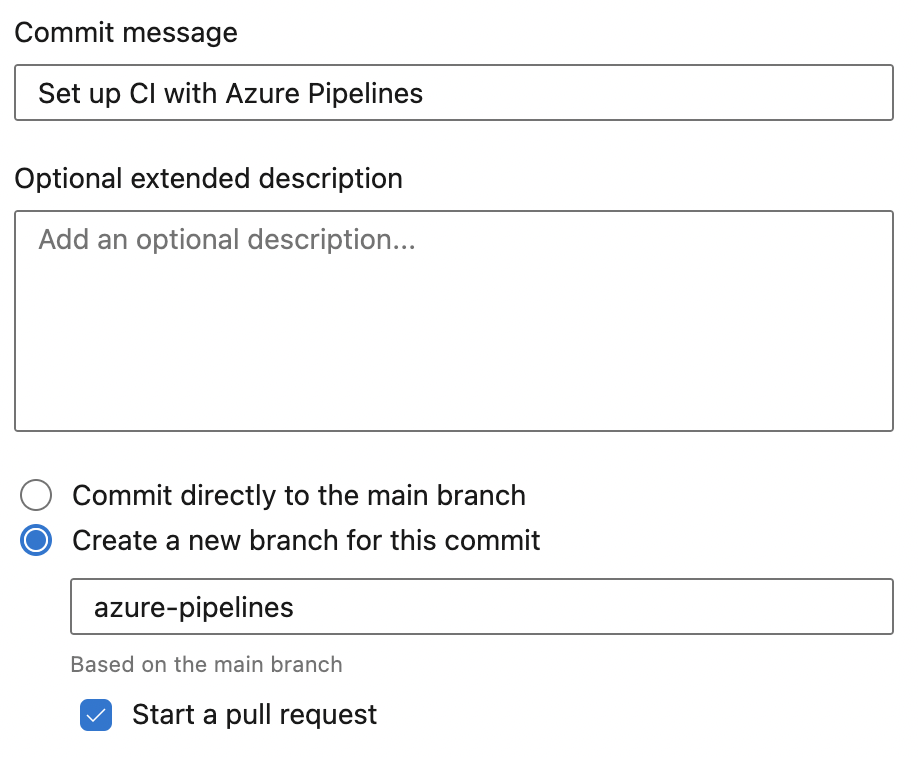 Commit message
Set up CI with Azure Pipelines
Optional extended description
Add an optional description...
Commit directly to the main branch
Create a new branch for this commit
azure-pipelines
Based on the main branch
Start a pull request